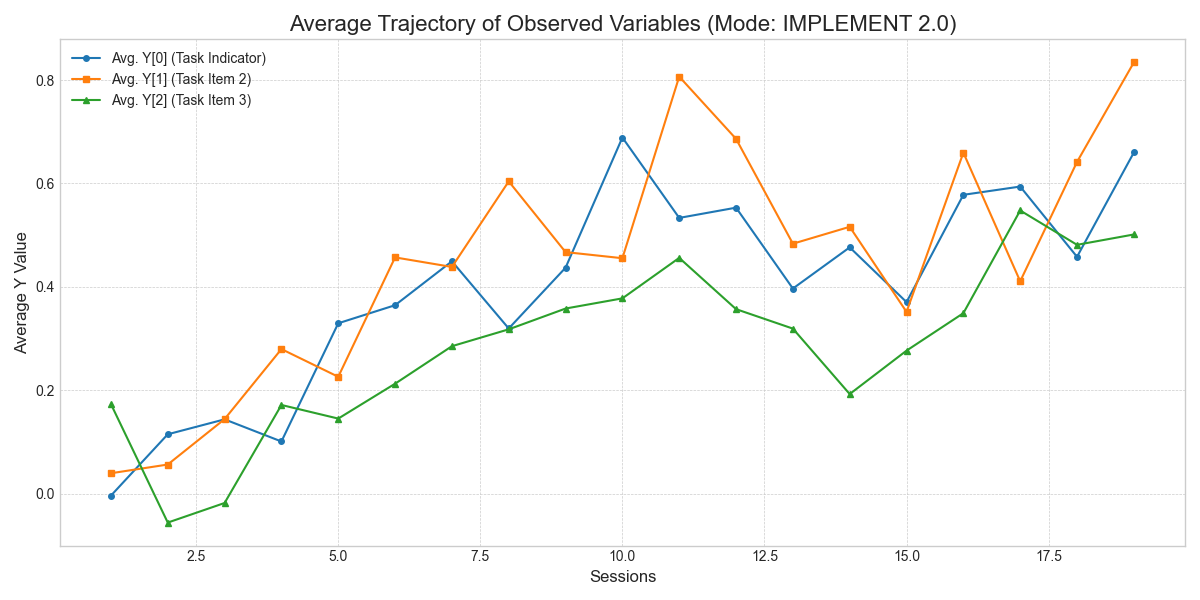 Average Trajectory of Observed Variables (Mode: IMPLEMENT 2.0)
Avg. Y[0] (Task Indicator)
Avg. Y[1] (Task Item 2)
Avg. Y[2] (Task Item 3)
Average Y Value
0.8
0.6
0.4
0.2
0.0
2.5 5.0 7.5 10.0 12.5 15.0 17.5
Sessions